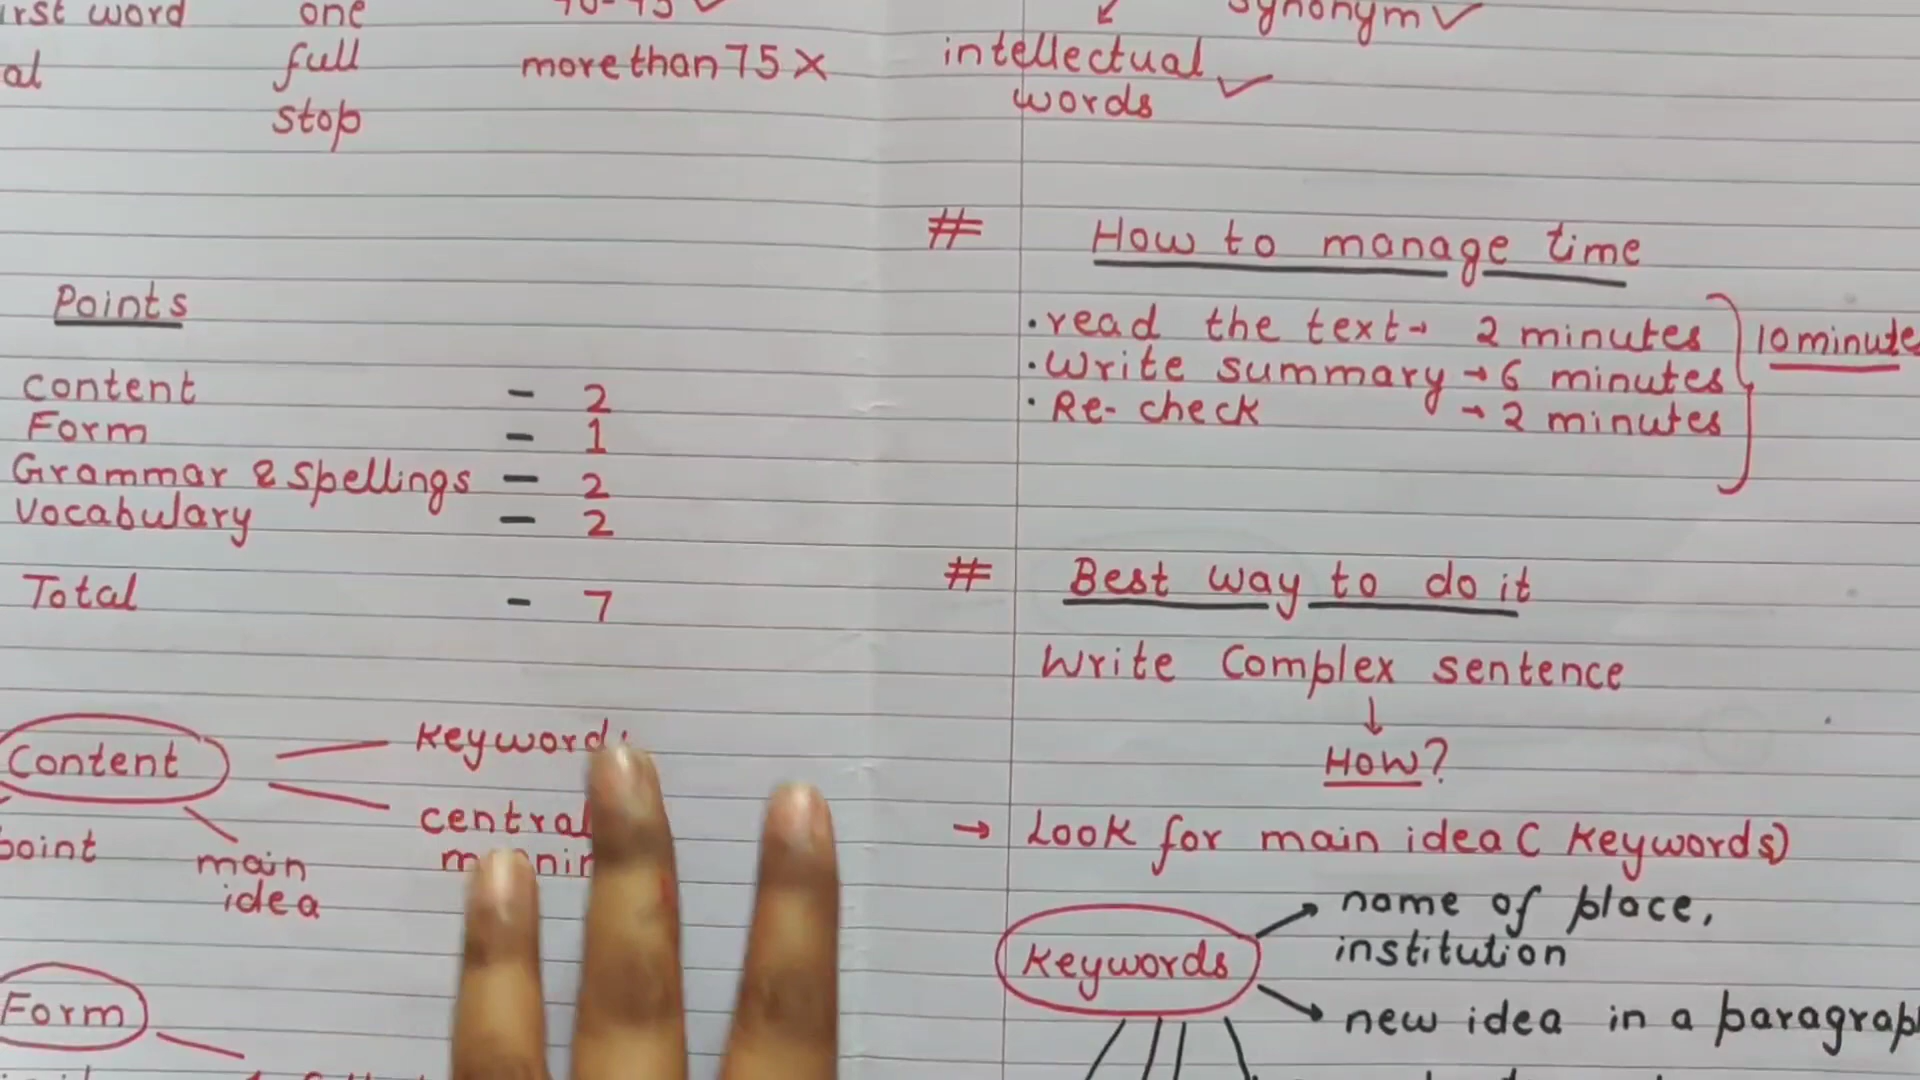 word
al
one
full
stop
more than 75 X
Points
content - 2
Form - 1
Grammar & Spellings - 2
Vocabulary - 2
Total - 7
Content
Keyword
central
point
main
idea
Form
synonym ✓
intellectual
words ✓
# How to manage time
· read the text → 2 minutes
· Write summary → 6 minutes
· Re-check → 2 minutes
10 minute
# Best way to do it
Write Complex sentence
↓
How?
→ Look for main idea ( Keywords)
Keywords
name of place,
institution
new idea in a